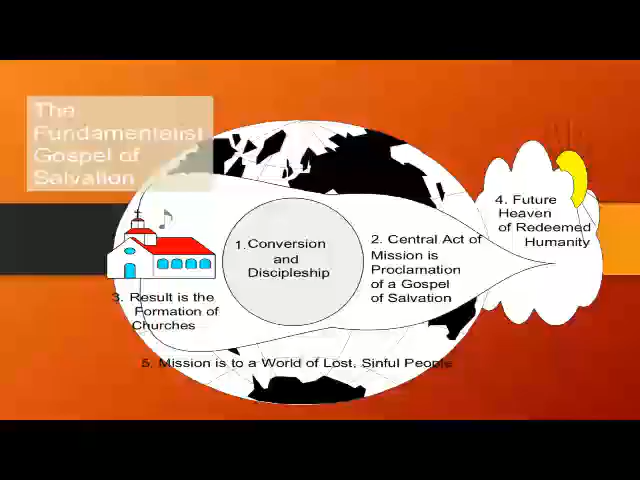 The
Fundamentalist
Gospel of
Salvation
1. Conversion
and
Discipleship
2. Central Act of
Mission is
Proclamation
of a Gospel
of Salvation
3. Result is the
Formation of
Churches
4. Future
Heaven
of Redeemed
Humanity
5. Mission is to a World of Lost, Sinful People